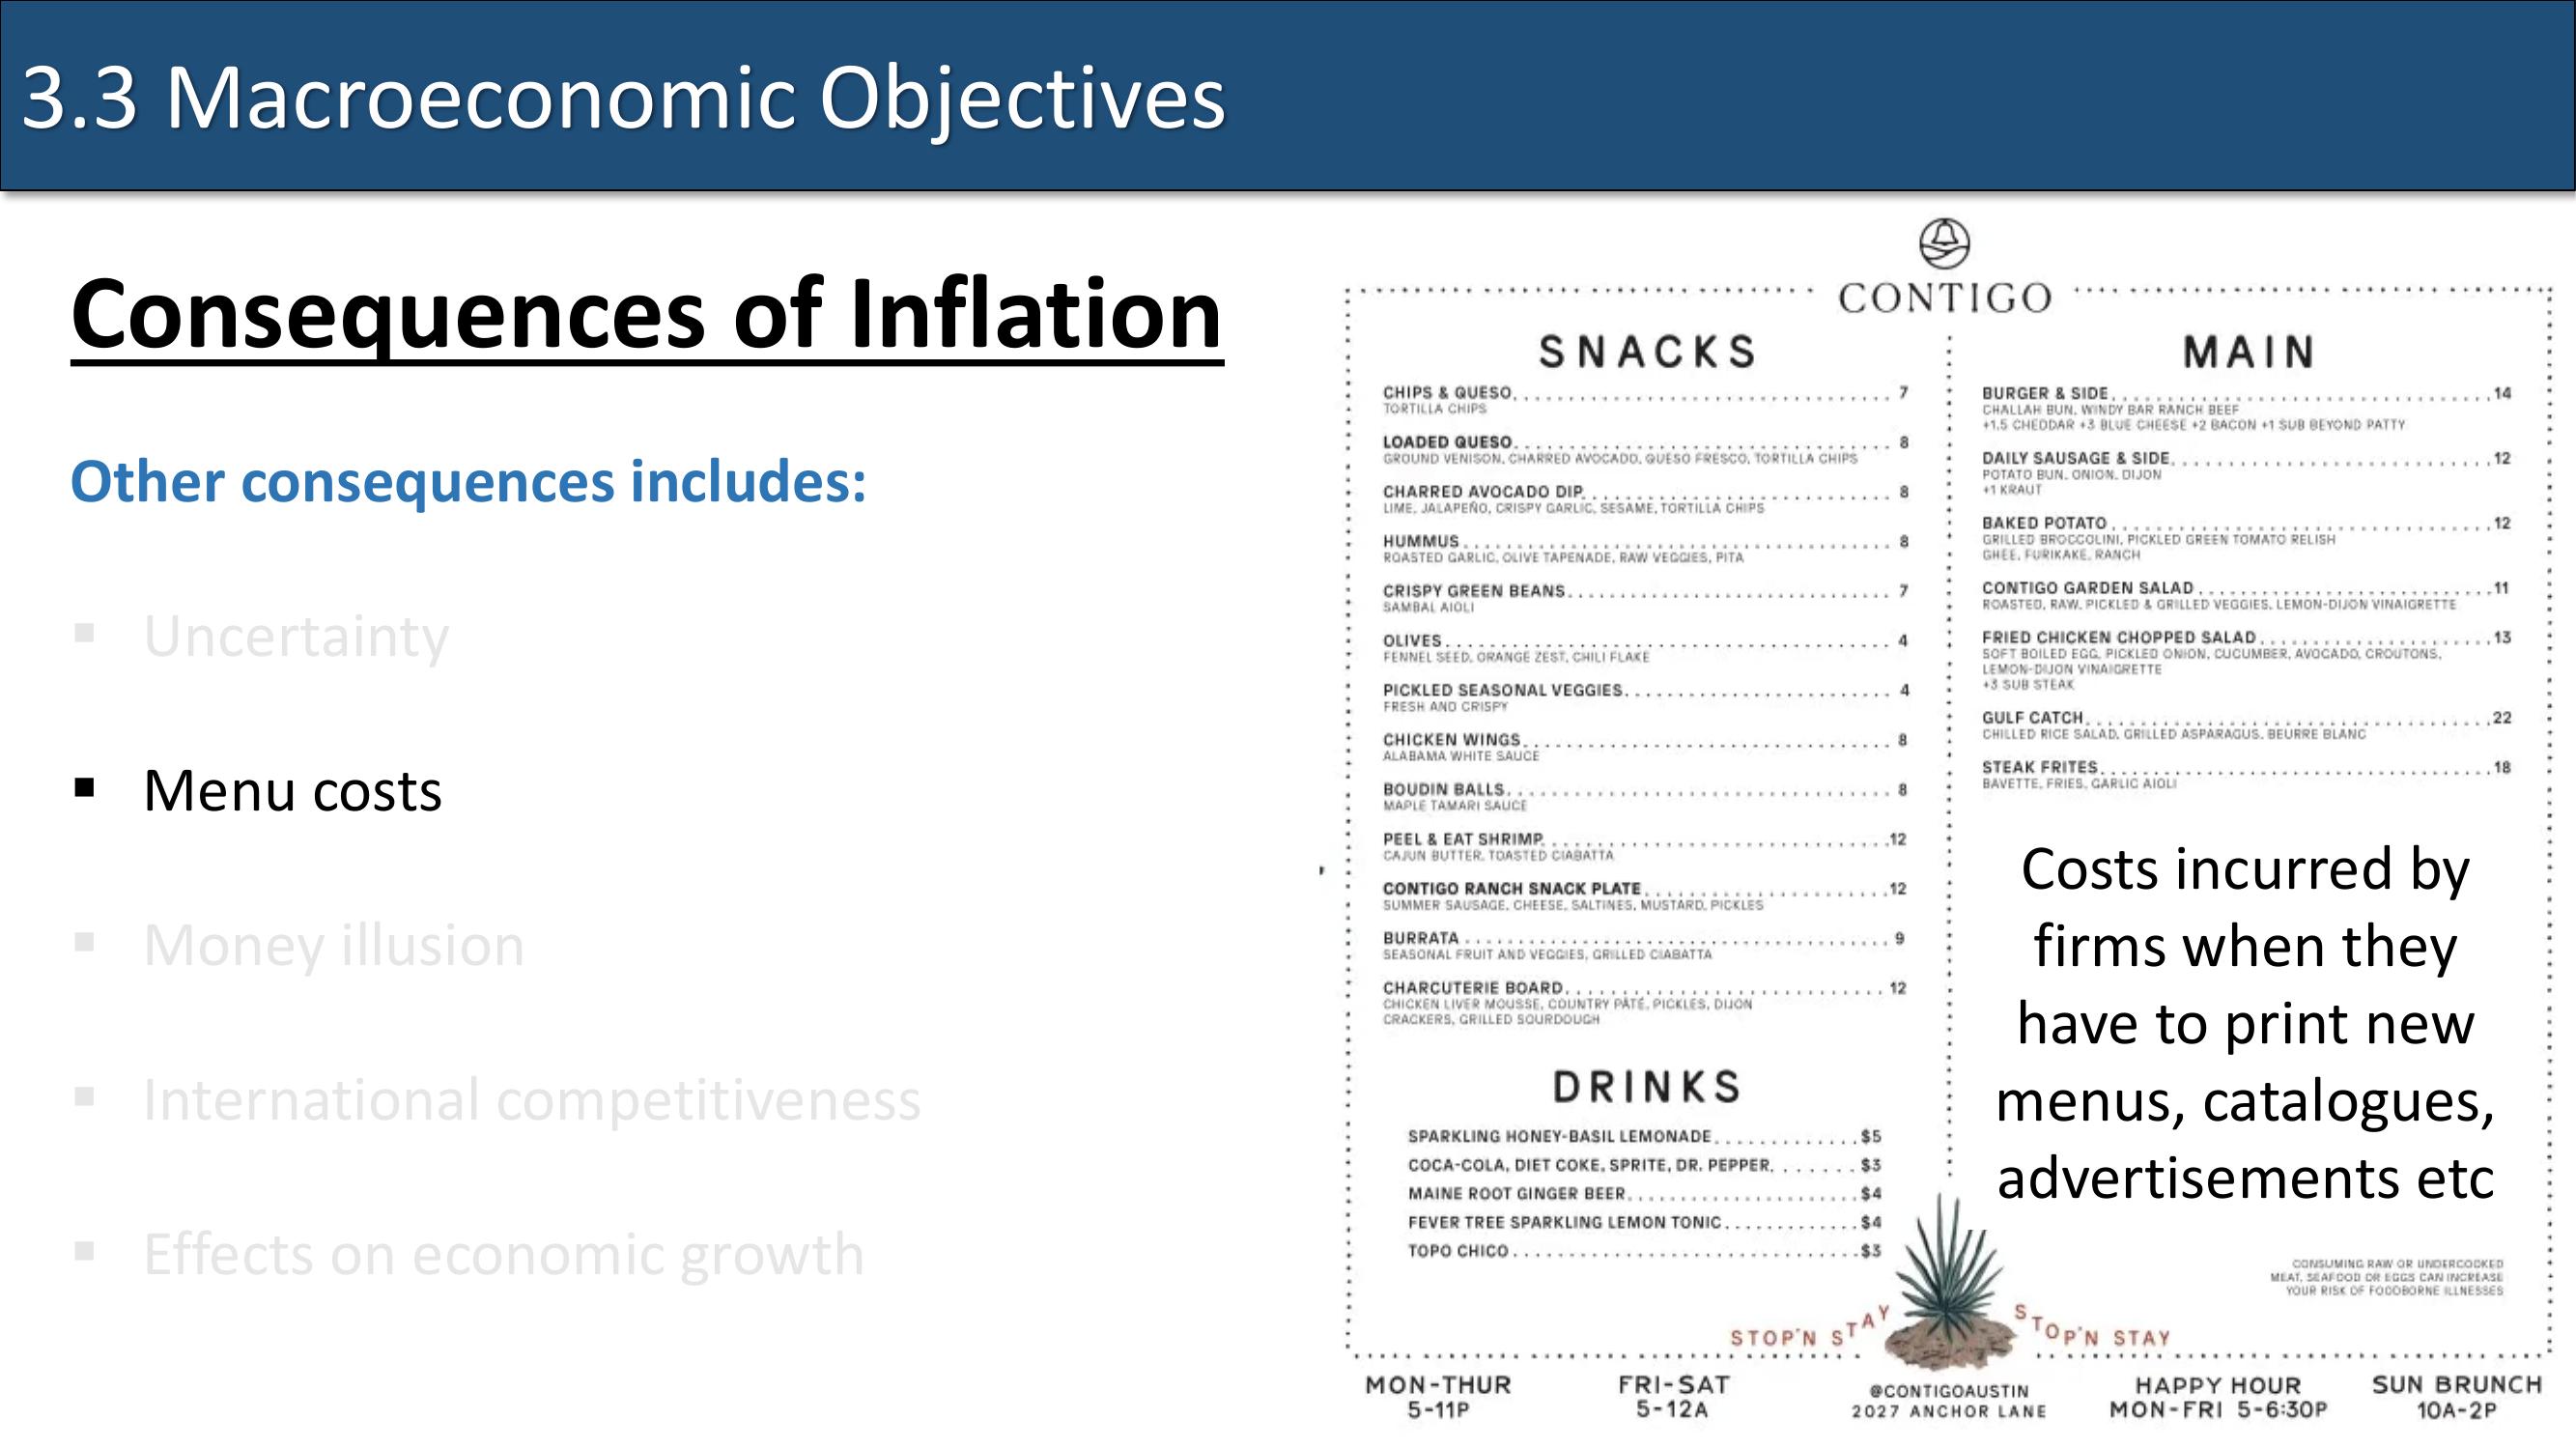 3.3 Macroeconomic Objectives
Consequences of Inflation
Other consequences includes:
▪ Uncertainty
▪ Menu costs
▪ Money illusion
▪ International competitiveness
▪ Effects on economic growth
CONTIGO
SNACKS
CHIPS & QUESO 7
TORTILLA CHIPS
LOADED QUESO 8
GROUND VENISON, CHARRED AVOCADO, QUESO FRESCO, TORTILLA CHIPS
CHARRED AVOCADO DIP 8
LIME, JALAPEÑO, CRISPY GARLIC, SESAME, TORTILLA CHIPS
HUMMUS 8
ROASTED GARLIC, OLIVE TAPENADE, RAW VEGGIES, PITA
CRISPY GREEN BEANS 7
SAMBAL AIOLI
OLIVES 4
FENNEL SEED, ORANGE ZEST, CHILI FLAKE
PICKLED SEASONAL VEGGIES 4
FRESH AND CRISPY
CHICKEN WINGS 8
ALABAMA WHITE SAUCE
BOUDIN BALLS 8
MAPLE TAMARI SAUCE
PEEL & EAT SHRIMP 12
CAJUN BUTTER, TOASTED CIABATTA
CONTIGO RANCH SNACK PLATE 12
SUMMER SAUSAGE, CHEESE, SALTINES, MUSTARD, PICKLES
BURRATA 9
SEASONAL FRUIT AND VEGGIES, GRILLED CIABATTA
CHARCUTERIE BOARD 12
CHICKEN LIVER MOUSSE, COUNTRY PÂTÉ, PICKLES, DIJON
CRACKERS, GRILLED SOURDOUGH
DRINKS
SPARKLING HONEY-BASIL LEMONADE $5
COCA-COLA, DIET COKE, SPRITE, DR. PEPPER $3
MAINE ROOT GINGER BEER $4
FEVER TREE SPARKLING LEMON TONIC $4
TOPO CHICO $3
MAIN
BURGER & SIDE 14
CHALLAH BUN, WINDY BAR RANCH BEEF
+1.5 CHEDDAR +3 BLUE CHEESE +2 BACON +1 SUB BEYOND PATTY
DAILY SAUSAGE & SIDE 12
POTATO BUN, ONION, DIJON
+1 KRAUT
BAKED POTATO 12
GRILLED BROCCOLINI, PICKLED GREEN TOMATO RELISH
GHEE, FURIKAKE, RANCH
CONTIGO GARDEN SALAD 11
ROASTED, RAW, PICKLED & GRILLED VEGGIES, LEMON-DIJON VINAIGRETTE
FRIED CHICKEN CHOPPED SALAD 13
SOFT BOILED EGG, PICKLED ONION, CUCUMBER, AVOCADO, CROUTONS,
LEMON-DIJON VINAIGRETTE
+3 SUB STEAK
GULF CATCH 22
CHILLED RICE SALAD, GRILLED ASPARAGUS, BEURRE BLANC
STEAK FRITES 18
BAVETTE, FRIES, GARLIC AIOLI
Costs incurred by
firms when they
have to print new
menus, catalogues,
advertisements etc
CONSUMING RAW OR UNDERCOOKED
MEAT, SEAFOOD OR EGGS CAN INCREASE
YOUR RISK OF FOODBORNE ILLNESSES
STOP'N STAY STOP'N STAY
MON-THUR
5-11P
FRI-SAT
5-12A
@CONTIGOAUSTIN
2027 ANCHOR LANE
HAPPY HOUR
MON-FRI 5-6:30P
SUN BRUNCH
10A-2P